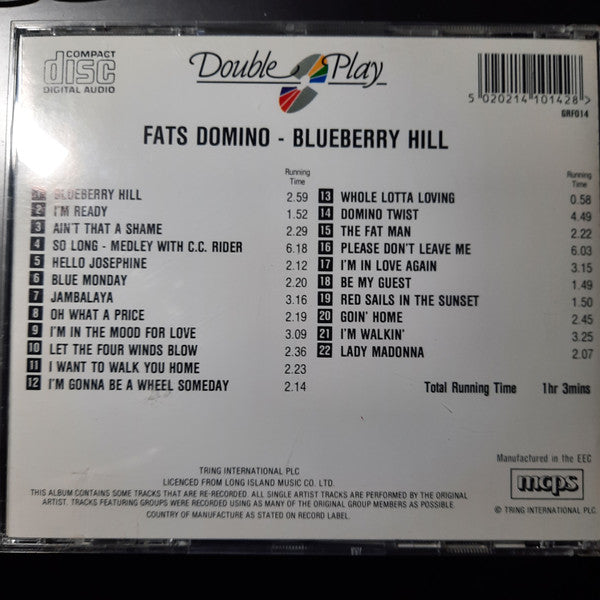 COMPACT
disc
DIGITAL AUDIO
Double Play
5 020214 101428 >
GRF014
FATS DOMINO - BLUEBERRY HILL
Running Time
BLUEBERRY HILL 2.59
2 I'M READY 1.52
3 AIN'T THAT A SHAME 2.29
4 SO LONG - MEDLEY WITH C.C. RIDER 6.18
5 HELLO JOSEPHINE 2.12
6 BLUE MONDAY 2.20
7 JAMBALAYA 3.16
8 OH WHAT A PRICE 2.19
9 I'M IN THE MOOD FOR LOVE 3.09
10 LET THE FOUR WINDS BLOW 2.36
11 I WANT TO WALK YOU HOME 2.23
12 I'M GONNA BE A WHEEL SOMEDAY 2.14
Running Time
13 WHOLE LOTTA LOVING 0.58
14 DOMINO TWIST 4.49
15 THE FAT MAN 2.22
16 PLEASE DON'T LEAVE ME 6.03
17 I'M IN LOVE AGAIN 3.15
18 BE MY GUEST 1.49
19 RED SAILS IN THE SUNSET 1.50
20 GOIN' HOME 2.45
21 I'M WALKIN' 3.25
22 LADY MADONNA 2.07
Total Running Time 1hr 3mins
Manufactured in the EEC
mcps
© TRING INTERNATIONAL PLC.
TRING INTERNATIONAL PLC
LICENCED FROM LONG ISLAND MUSIC CO. LTD.
THIS ALBUM CONTAINS SOME TRACKS THAT ARE RE-RECORDED. ALL SINGLE ARTIST TRACKS ARE PERFORMED BY THE ORIGINAL
ARTIST. TRACKS FEATURING GROUPS WERE RECORDED USING AS MANY OF THE ORIGINAL GROUP MEMBERS AS POSSIBLE.
COUNTRY OF MANUFACTURE AS STATED ON RECORD LABEL.